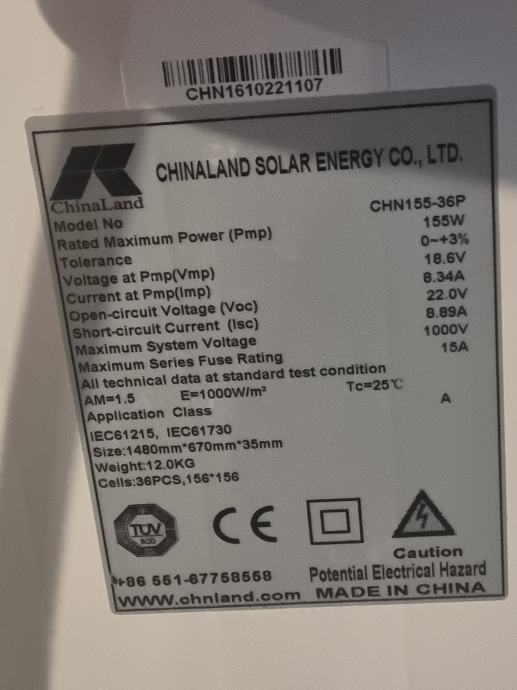 CHN1610221107
CHINALAND SOLAR ENERGY CO., LTD.
ChinaLand
Model No CHN155-36P
Rated Maximum Power (Pmp) 155W
Tolerance 0~+3%
Voltage at Pmp(Vmp) 18.6V
Current at Pmp(Imp) 8.34A
Open-circuit Voltage (Voc) 22.0V
Short-circuit Current (Isc) 8.89A
Maximum System Voltage 1000V
Maximum Series Fuse Rating 15A
All technical data at standard test condition
AM=1.5 E=1000W/m² Tc=25℃
Application Class A
IEC61215, IEC61730
Size:1480mm*670mm*35mm
Weight:12.0KG
Cells:36PCS,156*156
TÜV
SÜD
CE
Caution
+86 551-67758558 Potential Electrical Hazard
WWW.chnland.com MADE IN CHINA